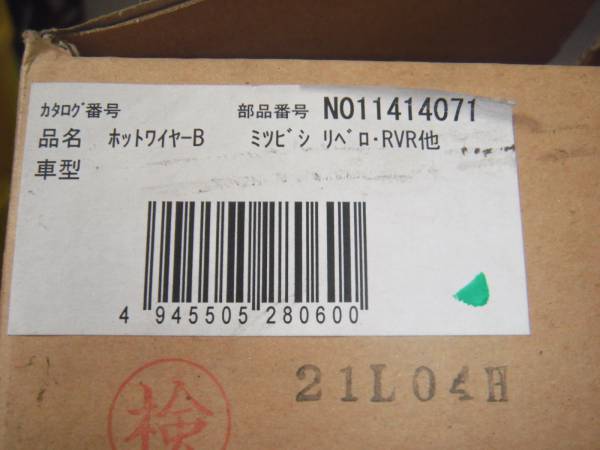 カタログ番号 部品番号 N011414071
品名 ホットワイヤーB ミツビシ リベロ・RVR他
車型
4 945505 280600
21L04H
検